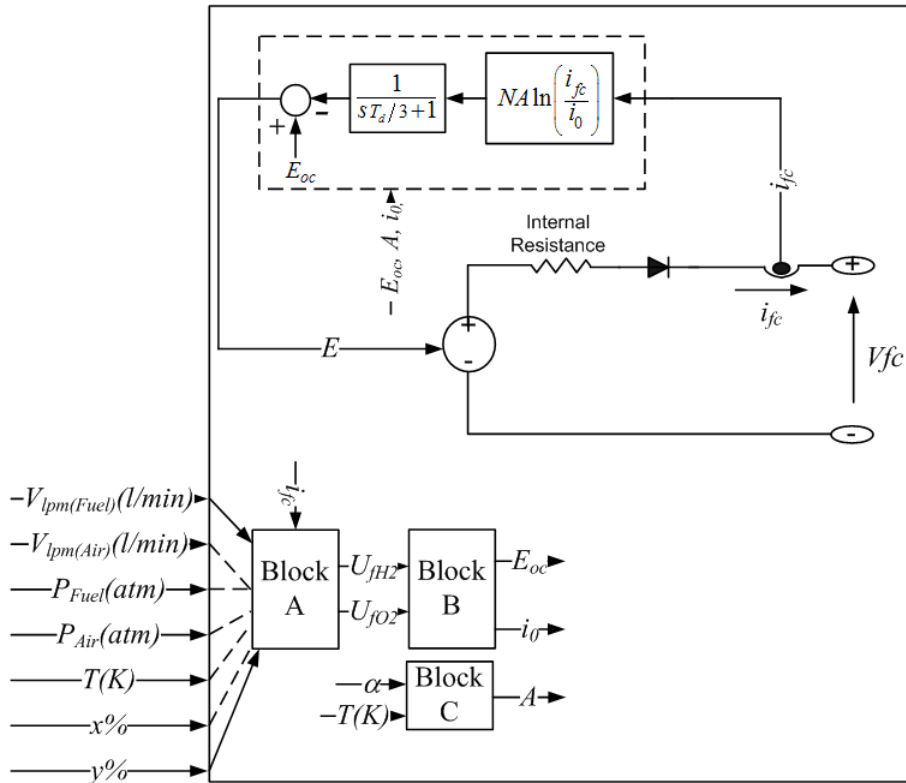 1
sT_d/3+1
NA ln(i_fc/i_0)
+
-
E_oc
i_fc
– E_oc, A, i_0,
Internal
Resistance
+
i_fc
E
+
-
Vfc
-
–V_lpm(Fuel)(l/min)
–V_lpm(Air)(l/min)
P_Fuel(atm)
P_Air(atm)
T(K)
x%
y%
i_fc
Block
A
U_fH2
U_fO2
Block
B
E_oc
i_0
α
–T(K)
Block
C
A